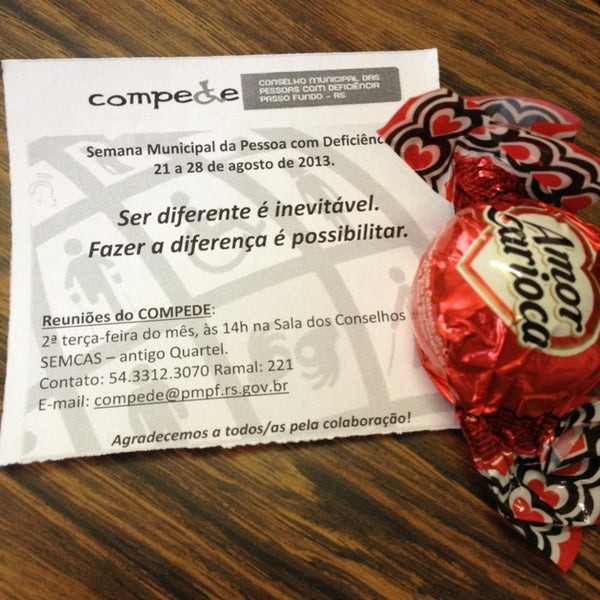 compede
CONSELHO MUNICIPAL DAS
PESSOAS COM DEFICIÊNCIA
PASSO FUNDO - RS
Semana Municipal da Pessoa com Deficiênc
21 a 28 de agosto de 2013.
Ser diferente é inevitável.
Fazer a diferença é possibilitar.
Reuniões do COMPEDE:
2ª terça-feira do mês, às 14h na Sala dos Conselhos
SEMCAS – antigo Quartel.
Contato: 54.3312.3070 Ramal: 221
E-mail: compede@pmpf.rs.gov.br
Agradecemos a todos/as pela colaboração!
Amor
Carioca